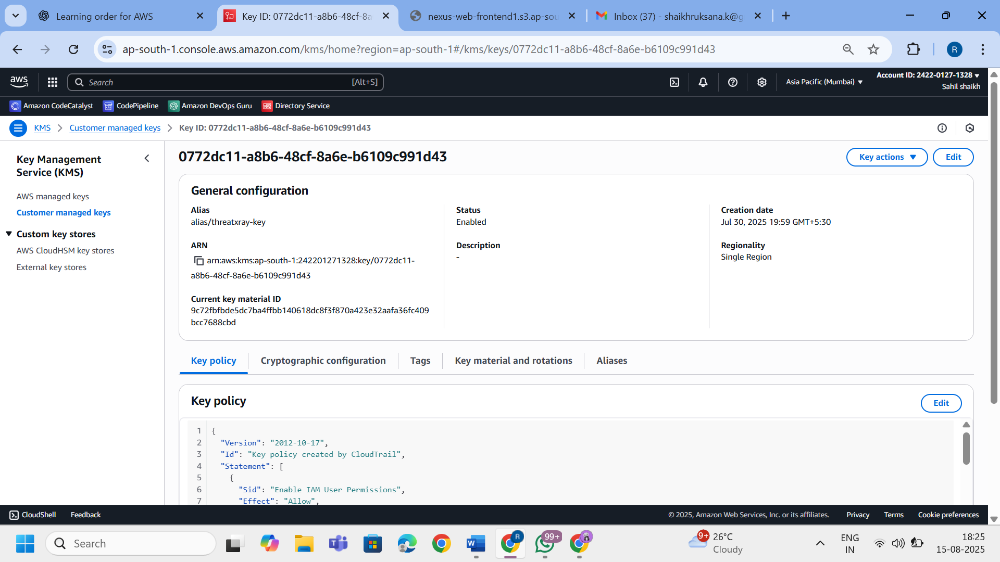 Learning order for AWS
Key ID: 0772dc11-a8b6-48cf-8a
nexus-web-frontend1.s3.ap-sou
Inbox (37) - shaikhruksana.k@g
ap-south-1.console.aws.amazon.com/kms/home?region=ap-south-1#/kms/keys/0772dc11-a8b6-48cf-8a6e-b6109c991d43
R
aws
Search
[Alt+S]
Asia Pacific (Mumbai)
Account ID: 2422-0127-1328
Sahil shaikh
Amazon CodeCatalyst
CodePipeline
Amazon DevOps Guru
Directory Service
KMS
Customer managed keys
Key ID: 0772dc11-a8b6-48cf-8a6e-b6109c991d43
Key Management
Service (KMS)
AWS managed keys
Customer managed keys
Custom key stores
AWS CloudHSM key stores
External key stores
0772dc11-a8b6-48cf-8a6e-b6109c991d43
Key actions
Edit
General configuration
Alias
alias/threatxray-key
ARN
arn:aws:kms:ap-south-1:242201271328:key/0772dc11-
a8b6-48cf-8a6e-b6109c991d43
Current key material ID
9c72fbfbde5dc7ba4ffbb140618dc8f3f870a423e32aafa36fc409
bcc7688cbd
Status
Enabled
Description
-
Creation date
Jul 30, 2025 19:59 GMT+5:30
Regionality
Single Region
Key policy
Cryptographic configuration
Tags
Key material and rotations
Aliases
Key policy
Edit
1 {
2 "Version": "2012-10-17",
3 "Id": "Key policy created by CloudTrail",
4 "Statement": [
5 {
6 "Sid": "Enable IAM User Permissions",
7 "Effect": "Allow",
CloudShell
Feedback
© 2025, Amazon Web Services, Inc. or its affiliates.
Privacy
Terms
Cookie preferences
Search
T
W
R
99+
9+
26°C
Cloudy
ENG
IN
18:25
15-08-2025